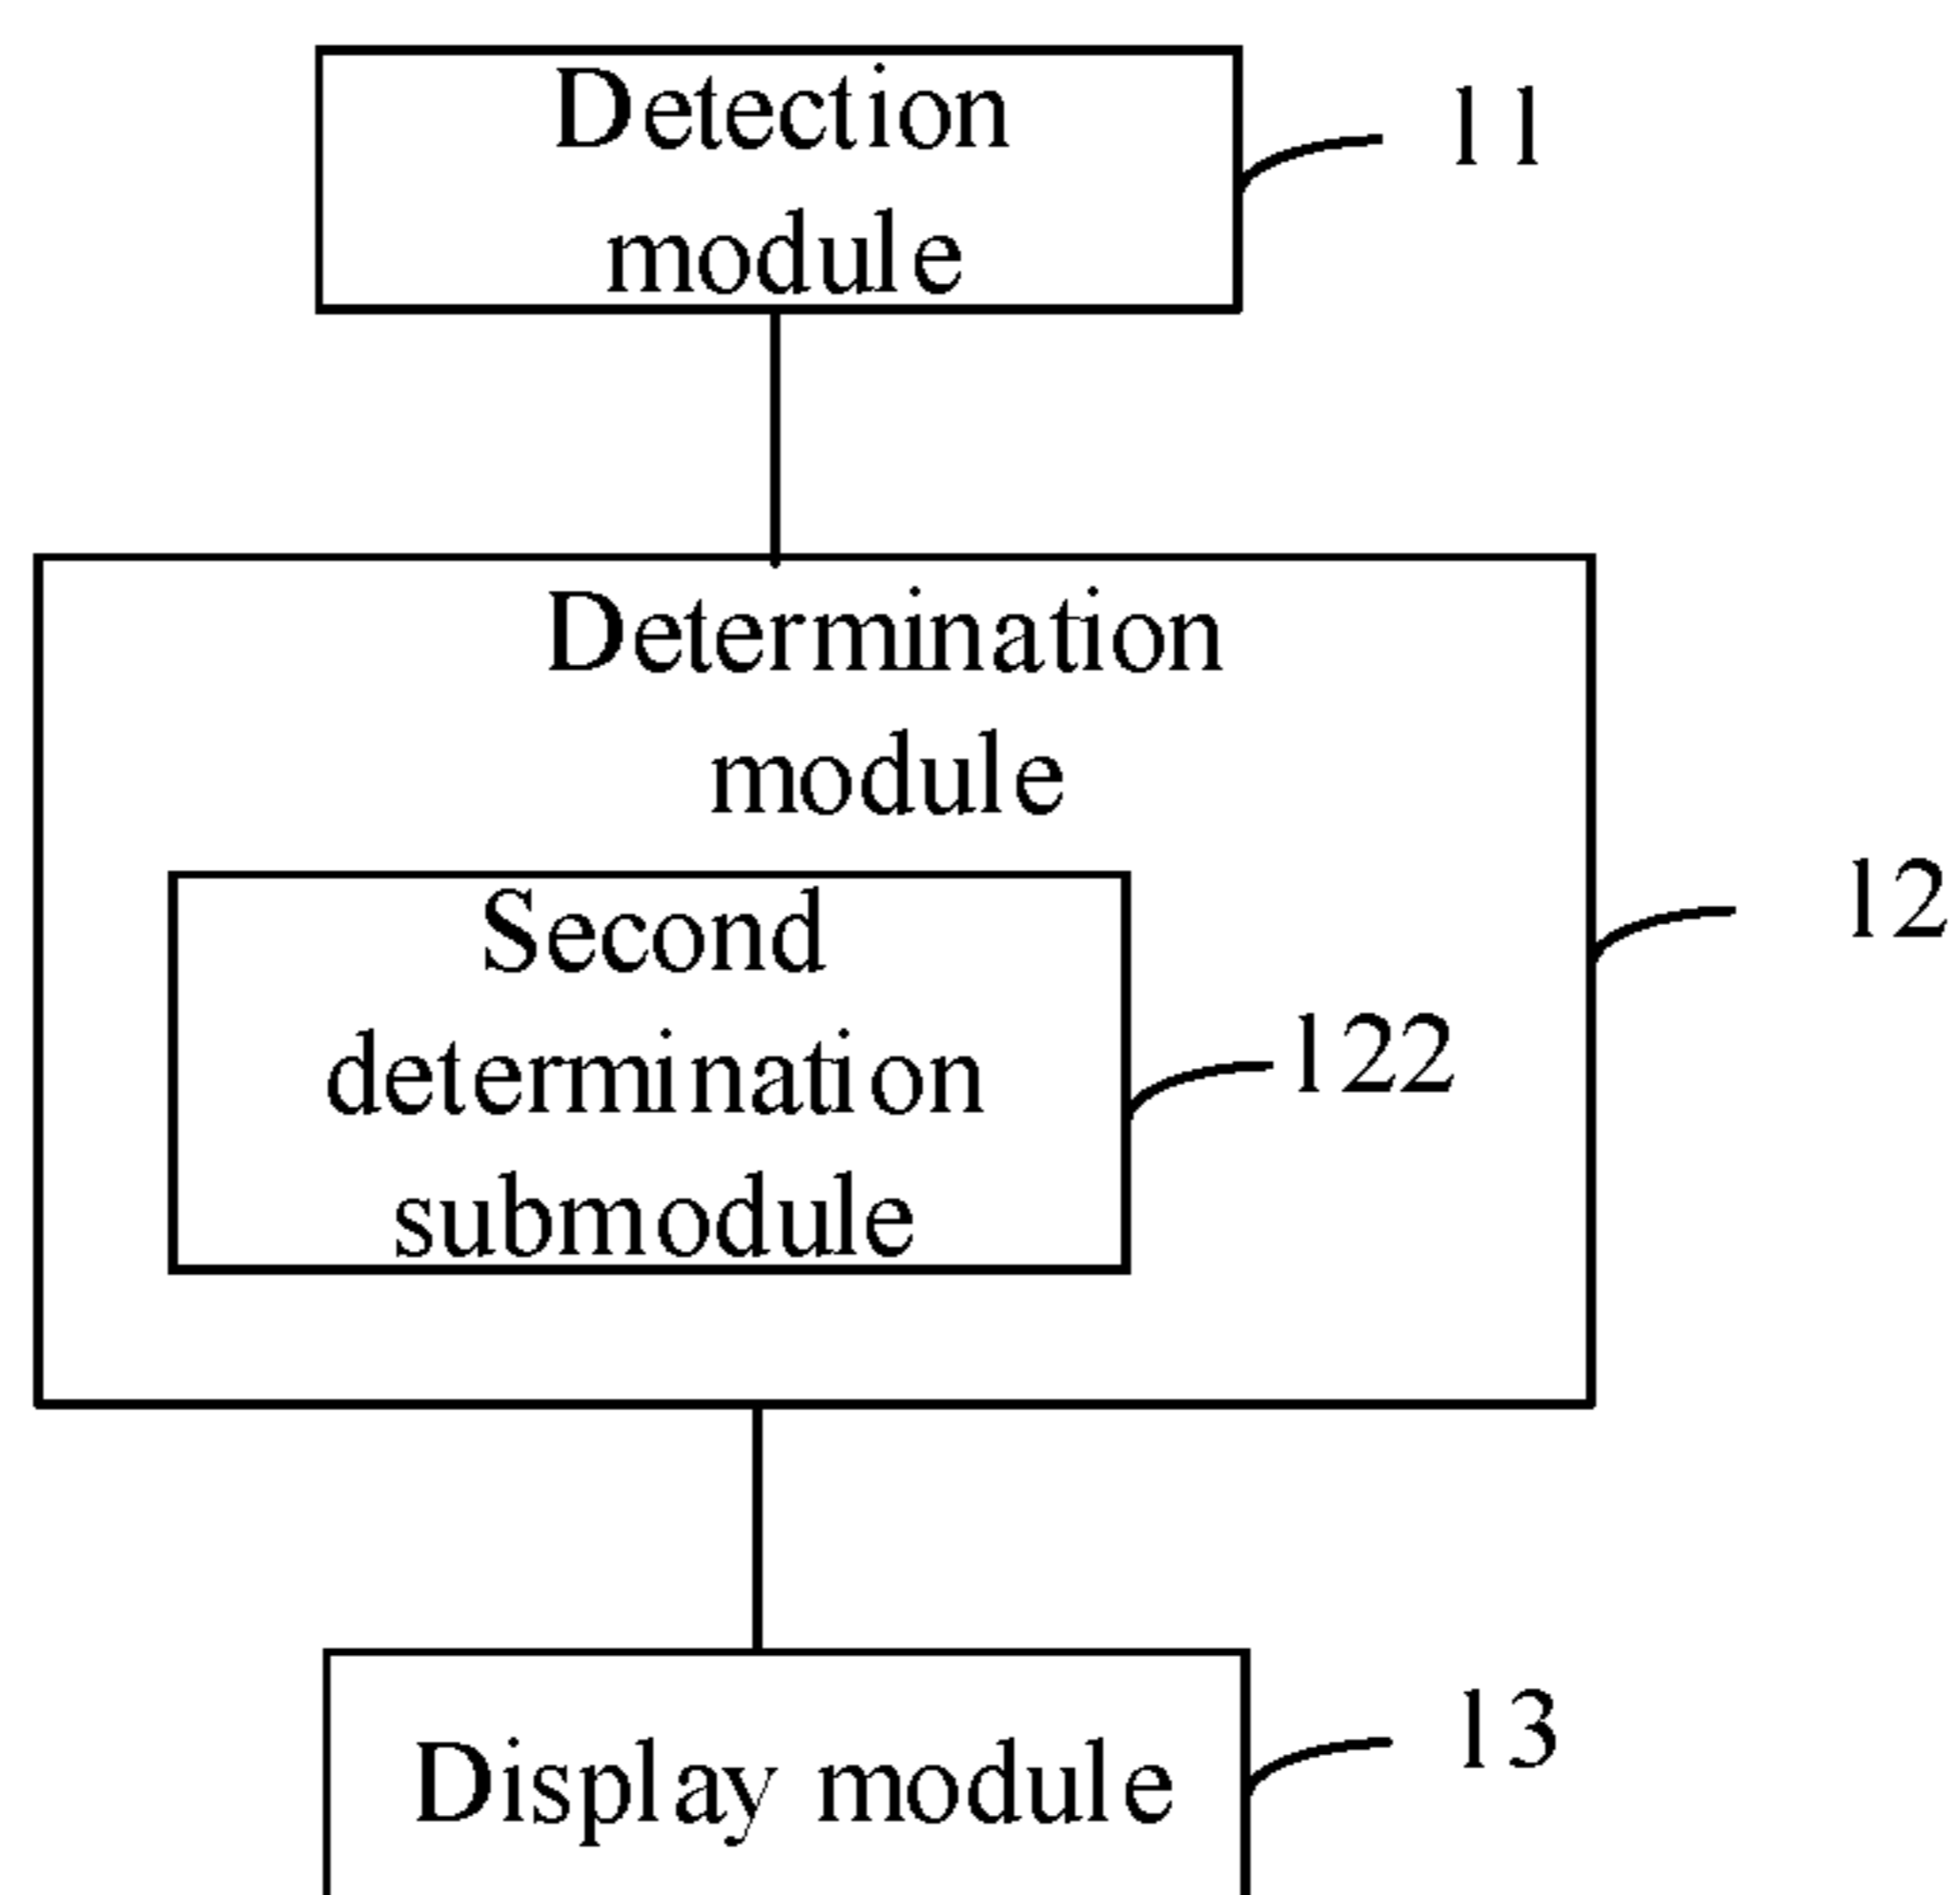 Detection
module
11
Determination
module
12
Second
determination
submodule
122
Display module
13